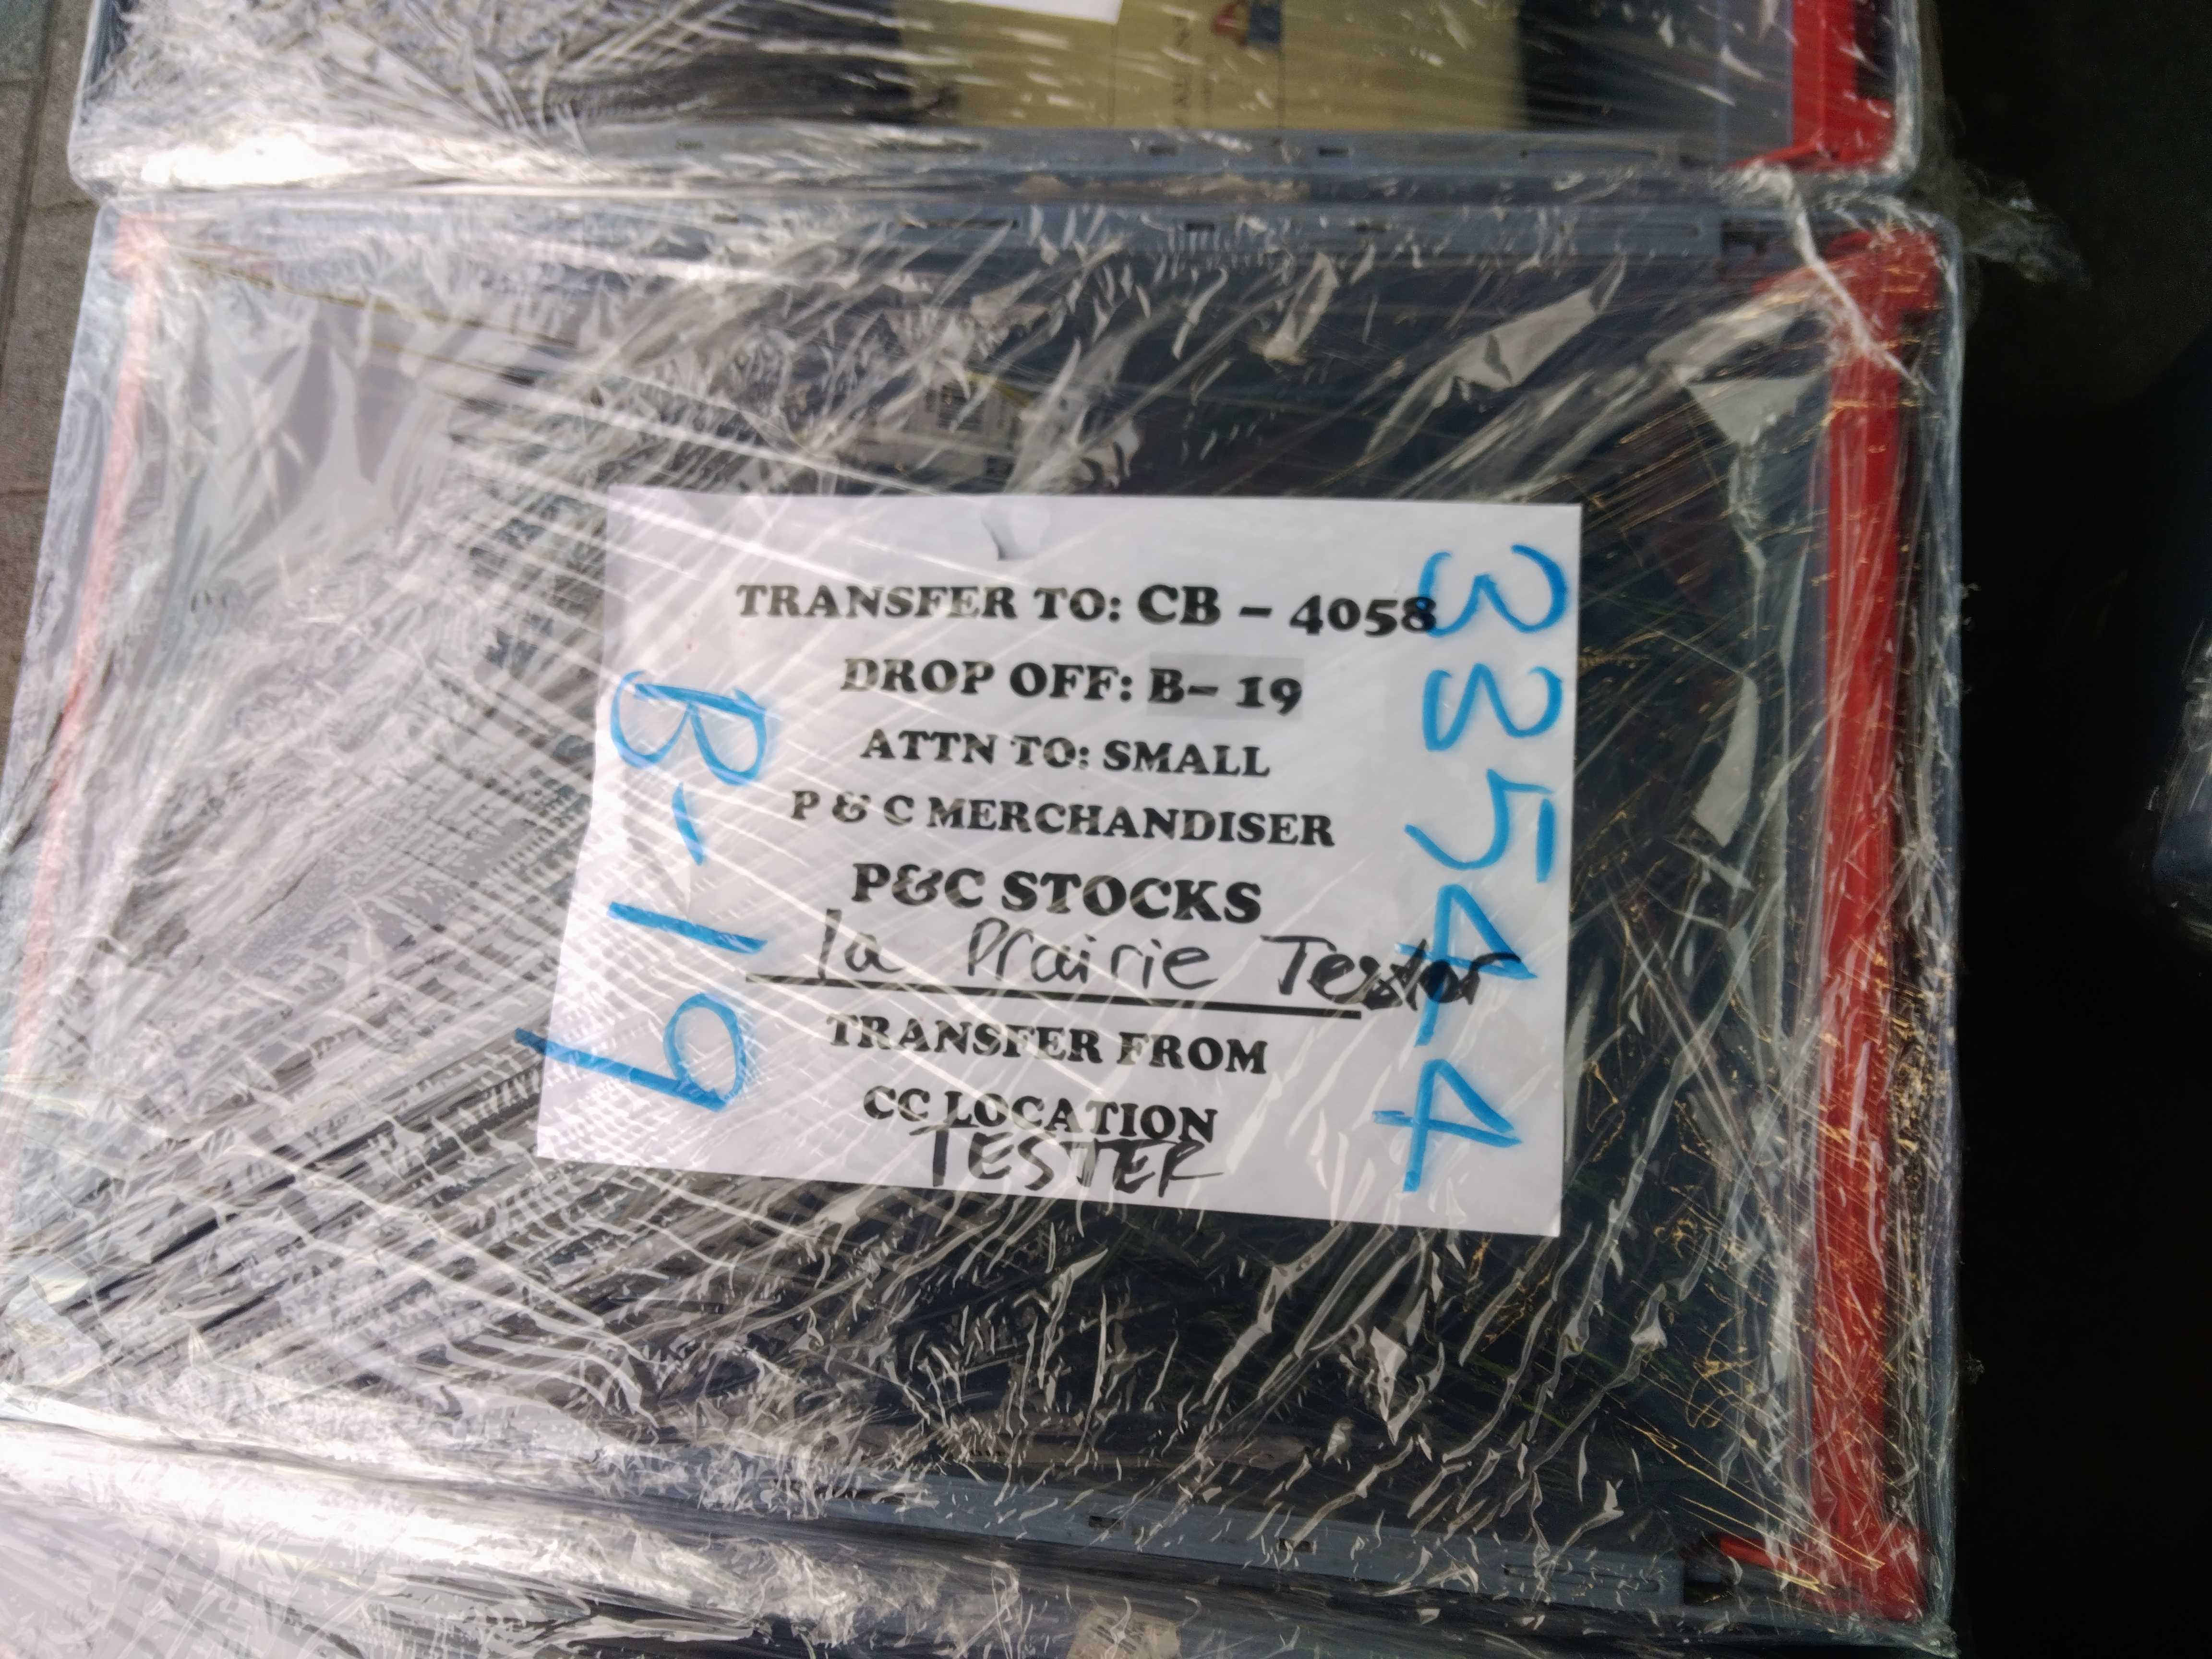 TRANSFER TO: CB – 4058
DROP OFF: B– 19
ATTN TO: SMALL
P & C MERCHANDISER
P&C STOCKS
la Prairie Tester
TRANSFER FROM
CC LOCATION
TESTER
B-19
33544